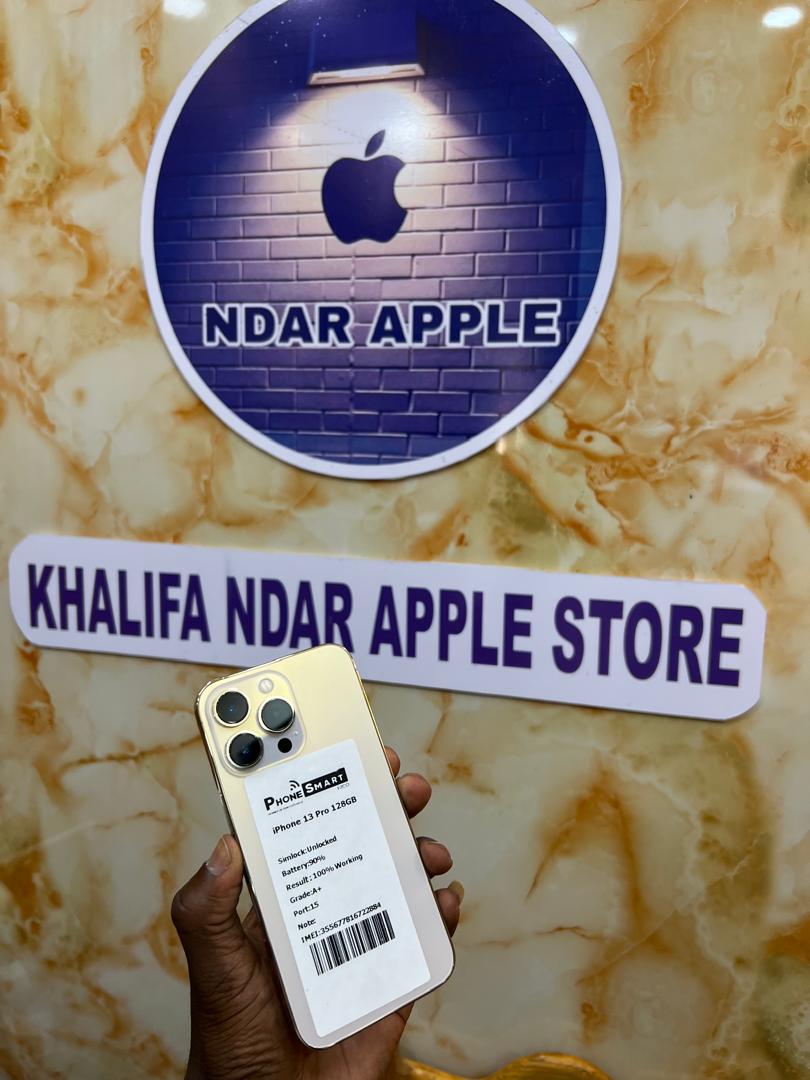 NDAR APPLE
KHALIFA NDAR APPLE STORE
PHONE SMART
FZCO
iPhone 13 Pro 128GB
Simlock:Unlocked
Battery:90%
Result : 100% Working
Grade:A+
Port:15
Note:
IMEI:355677816722884